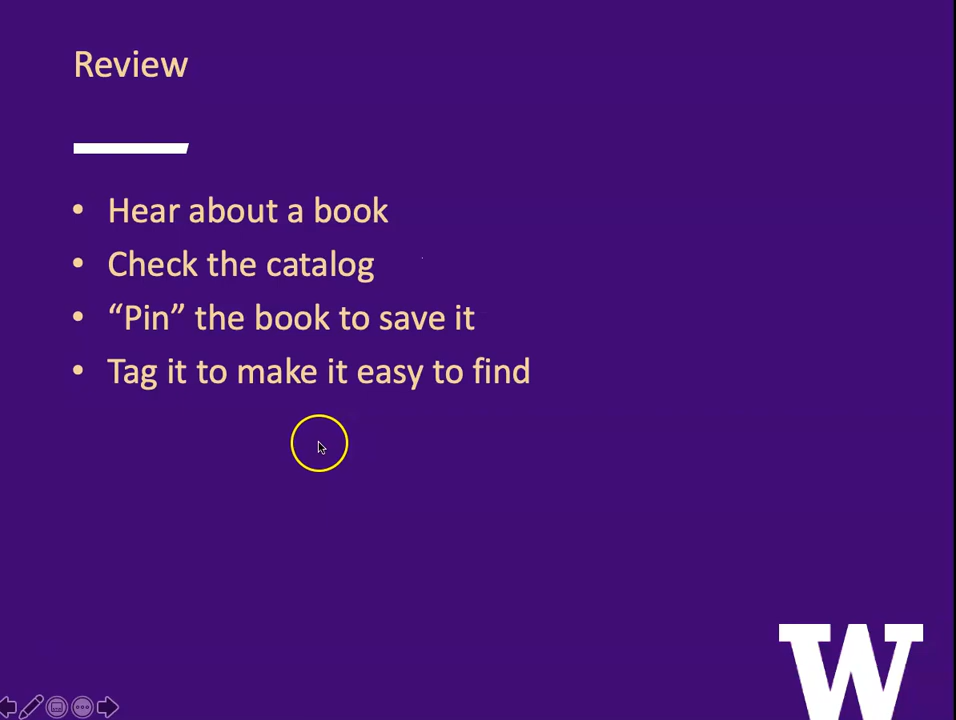 Review
• Hear about a book
• Check the catalog
• “Pin” the book to save it
• Tag it to make it easy to find
W